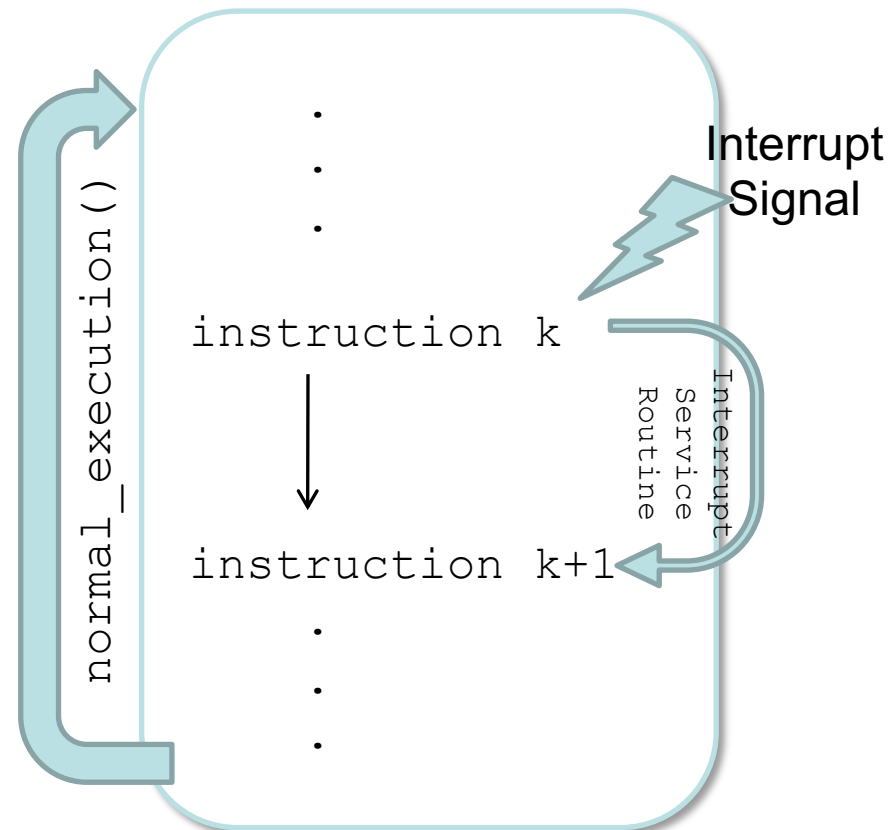 Interrupt
Signal
normal_execution()
instruction k
Interrupt
Service
Routine
instruction k+1